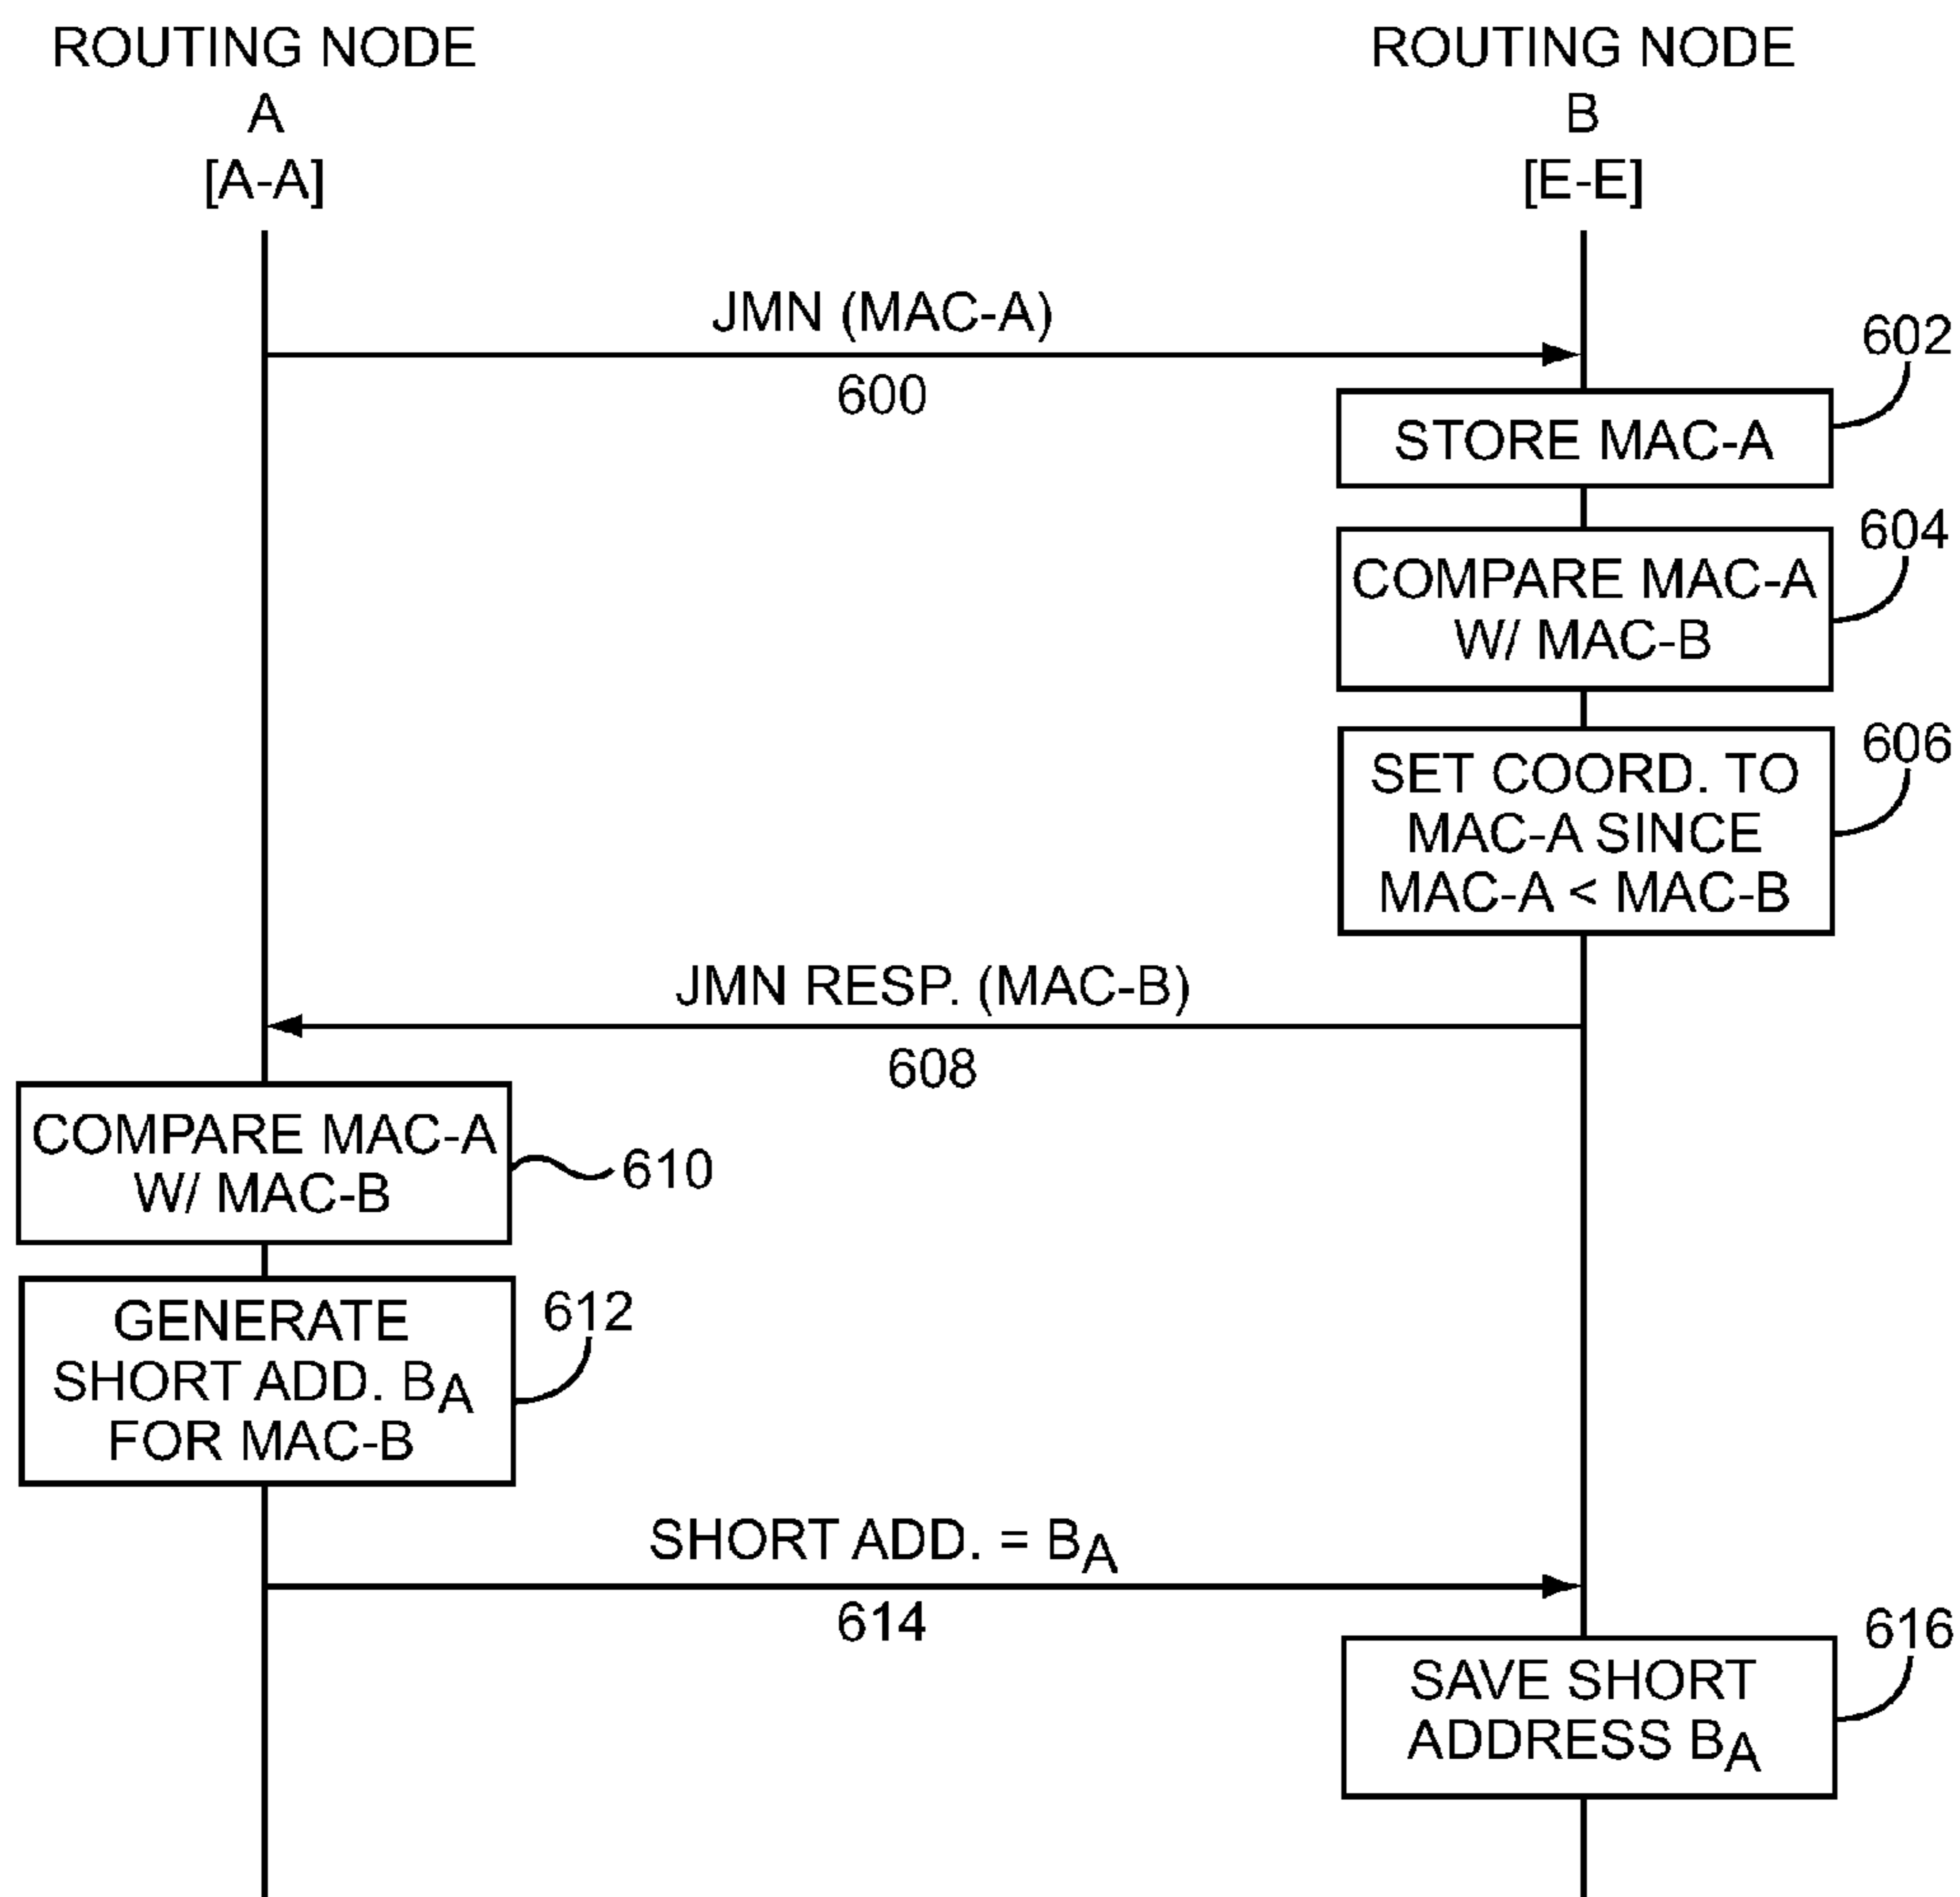 ROUTING NODE
A
[A-A]
ROUTING NODE
B
[E-E]
JMN (MAC-A)
600
602
STORE MAC-A
604
COMPARE MAC-A
W/ MAC-B
606
SET COORD. TO
MAC-A SINCE
MAC-A < MAC-B
JMN RESP. (MAC-B)
608
COMPARE MAC-A
W/ MAC-B
610
GENERATE
SHORT ADD. BA
FOR MAC-B
612
SHORT ADD. = BA
614
616
SAVE SHORT
ADDRESS BA